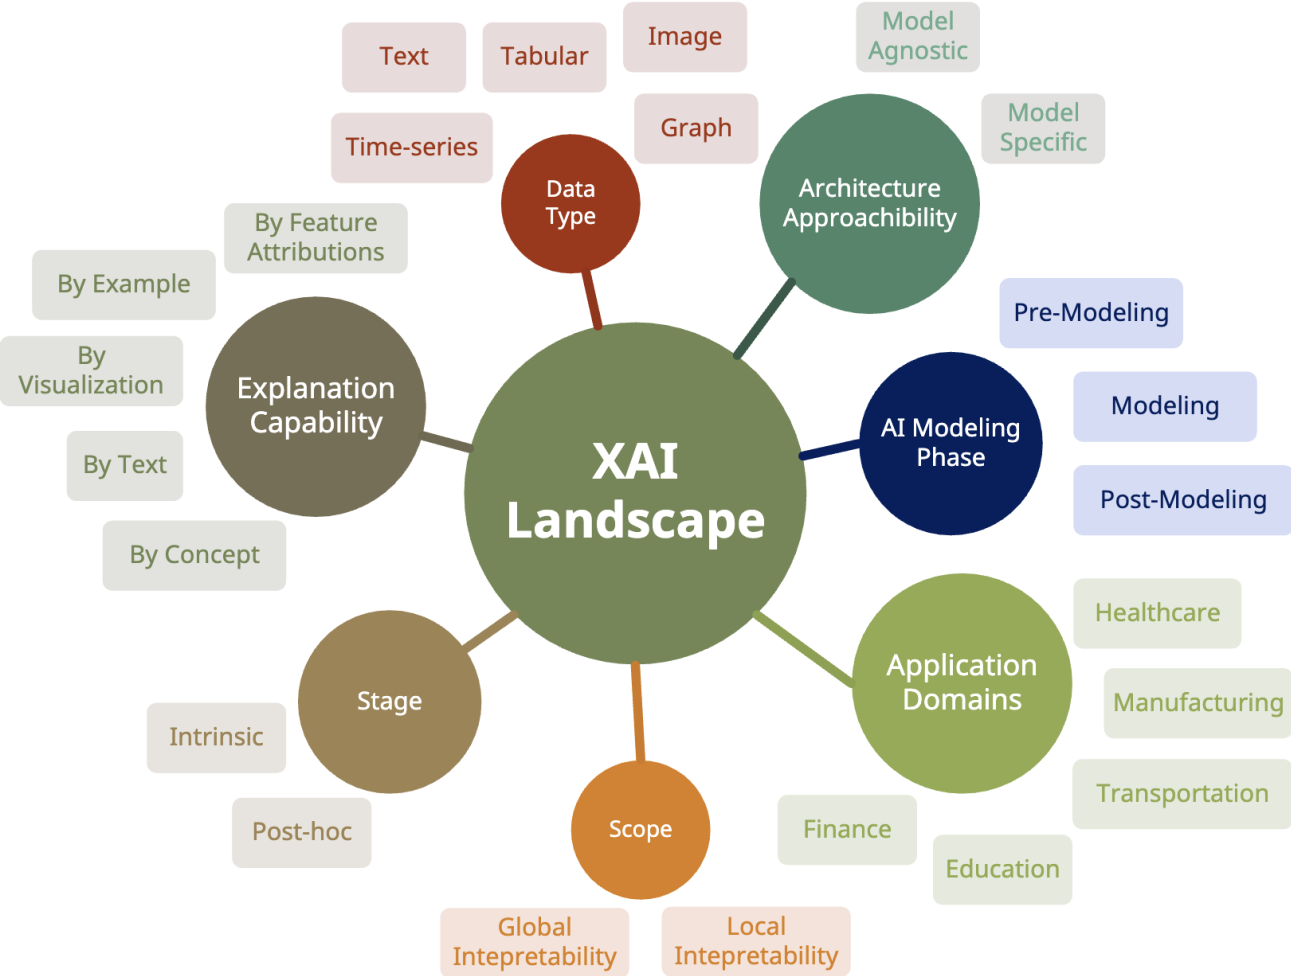 XAI
Landscape
Data
Type
Text
Tabular
Image
Time-series
Graph
Architecture
Approachibility
Model
Agnostic
Model
Specific
AI Modeling
Phase
Pre-Modeling
Modeling
Post-Modeling
Application
Domains
Healthcare
Manufacturing
Transportation
Finance
Education
Scope
Global
Intepretability
Local
Intepretability
Stage
Intrinsic
Post-hoc
Explanation
Capability
By Feature
Attributions
By Example
By
Visualization
By Text
By Concept